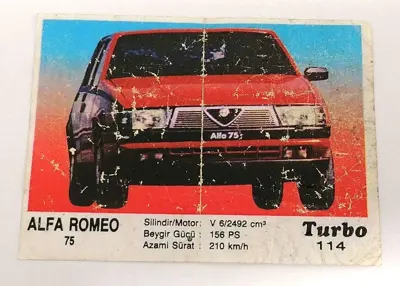 Alfa 75
ALFA ROMEO
75
Silindir/Motor: V 6/2492 cm³
Beygir Gücü : 156 PS
Azami Sürat : 210 km/h
Turbo
114